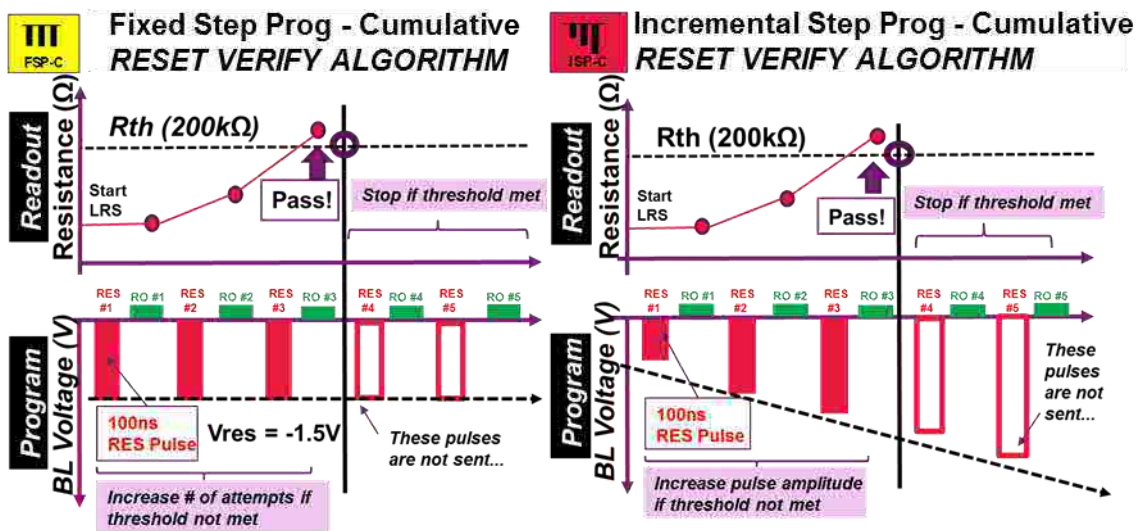 Fixed Step Prog - Cumulative
RESET VERIFY ALGORITHM
FSP-C
Readout
Resistance (Ω)
Rth (200kΩ)
Start
LRS
Pass!
Stop if threshold met
RES
#1
RO #1
RES
#2
RO #2
RES
#3
RO #3
RES
#4
RO #4
RES
#5
RO #5
Program
BL Voltage (V)
100ns
RES Pulse
Vres = -1.5V
These pulses
are not sent...
Increase # of attempts if
threshold not met
Incremental Step Prog - Cumulative
RESET VERIFY ALGORITHM
ISP-C
Readout
Resistance (Ω)
Rth (200kΩ)
Start
LRS
Pass!
Stop if threshold met
RES
#1
RO #1
RES
#2
RO #2
RES
#3
RO #3
RES
#4
RO #4
RES
#5
RO #5
Program
BL Voltage (V)
100ns
RES Pulse
These
pulses
are not
sent...
Increase pulse amplitude
if threshold not met